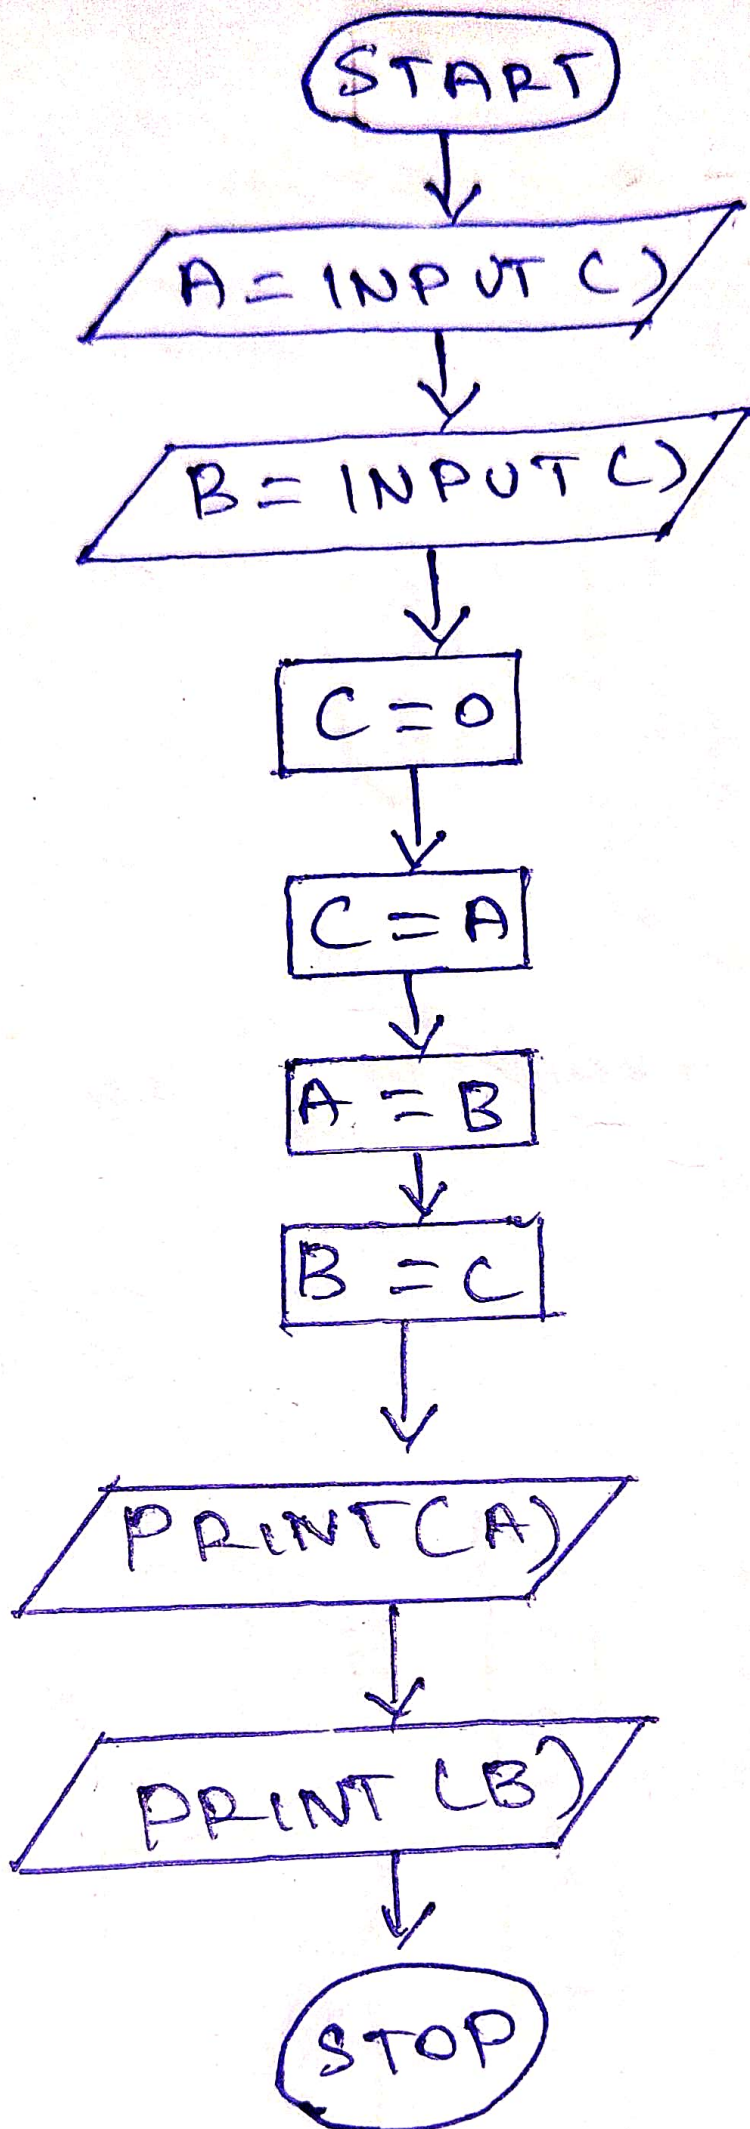 START
A = INPUT ()
B = INPUT ()
C = 0
C = A
A = B
B = C
PRINT (A)
PRINT (B)
STOP